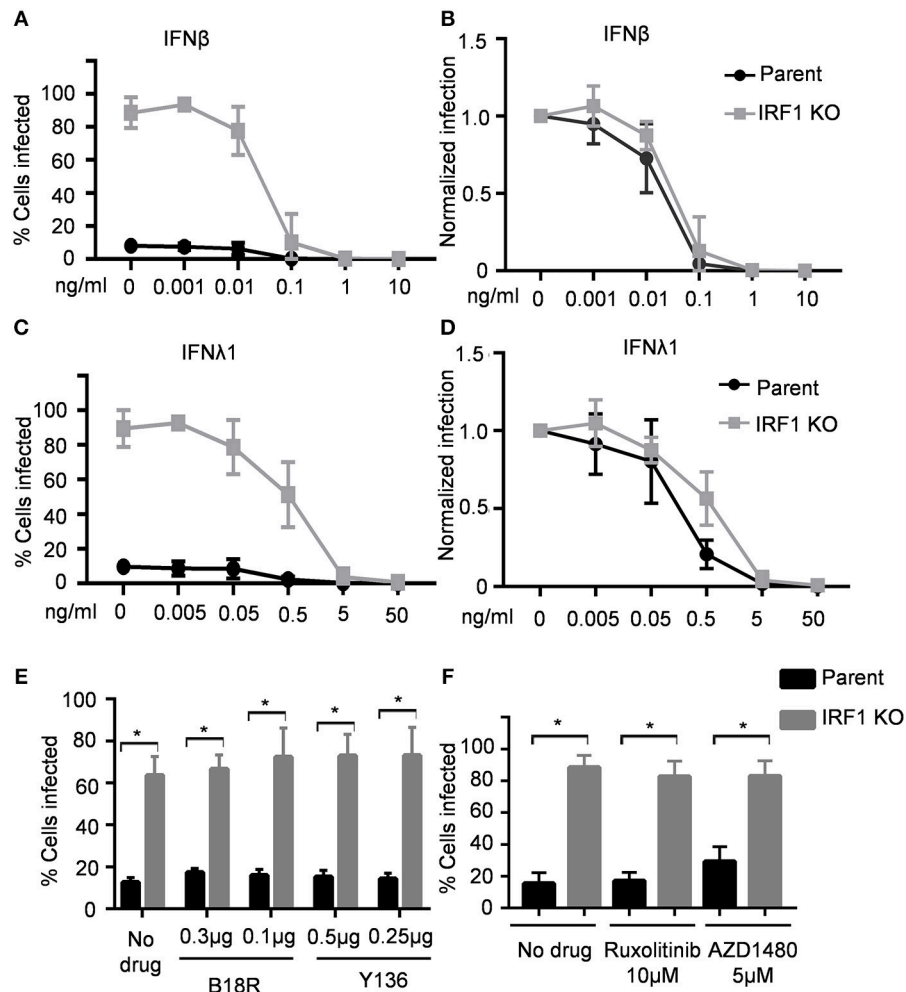 A
IFNβ
% Cells infected
100
80
60
40
20
0
ng/ml 0 0.001 0.01 0.1 1 10
B
IFNβ
Normalized infection
1.5
1.0
0.5
0
Parent
IRF1 KO
ng/ml 0 0.001 0.01 0.1 1 10
C
IFNλ1
% Cells infected
100
80
60
40
20
0
ng/ml 0 0.005 0.05 0.5 5 50
D
IFNλ1
Normalized infection
1.5
1.0
0.5
0
Parent
IRF1 KO
ng/ml 0 0.005 0.05 0.5 5 50
E
% Cells infected
100
80
60
40
20
0
* * * * *
No drug
0.3µg 0.1µg 0.5µg 0.25µg
B18R Y136
F
Parent
IRF1 KO
% Cells infected
100
80
60
40
20
0
* * *
No drug Ruxolitinib AZD1480
10µM 5µM